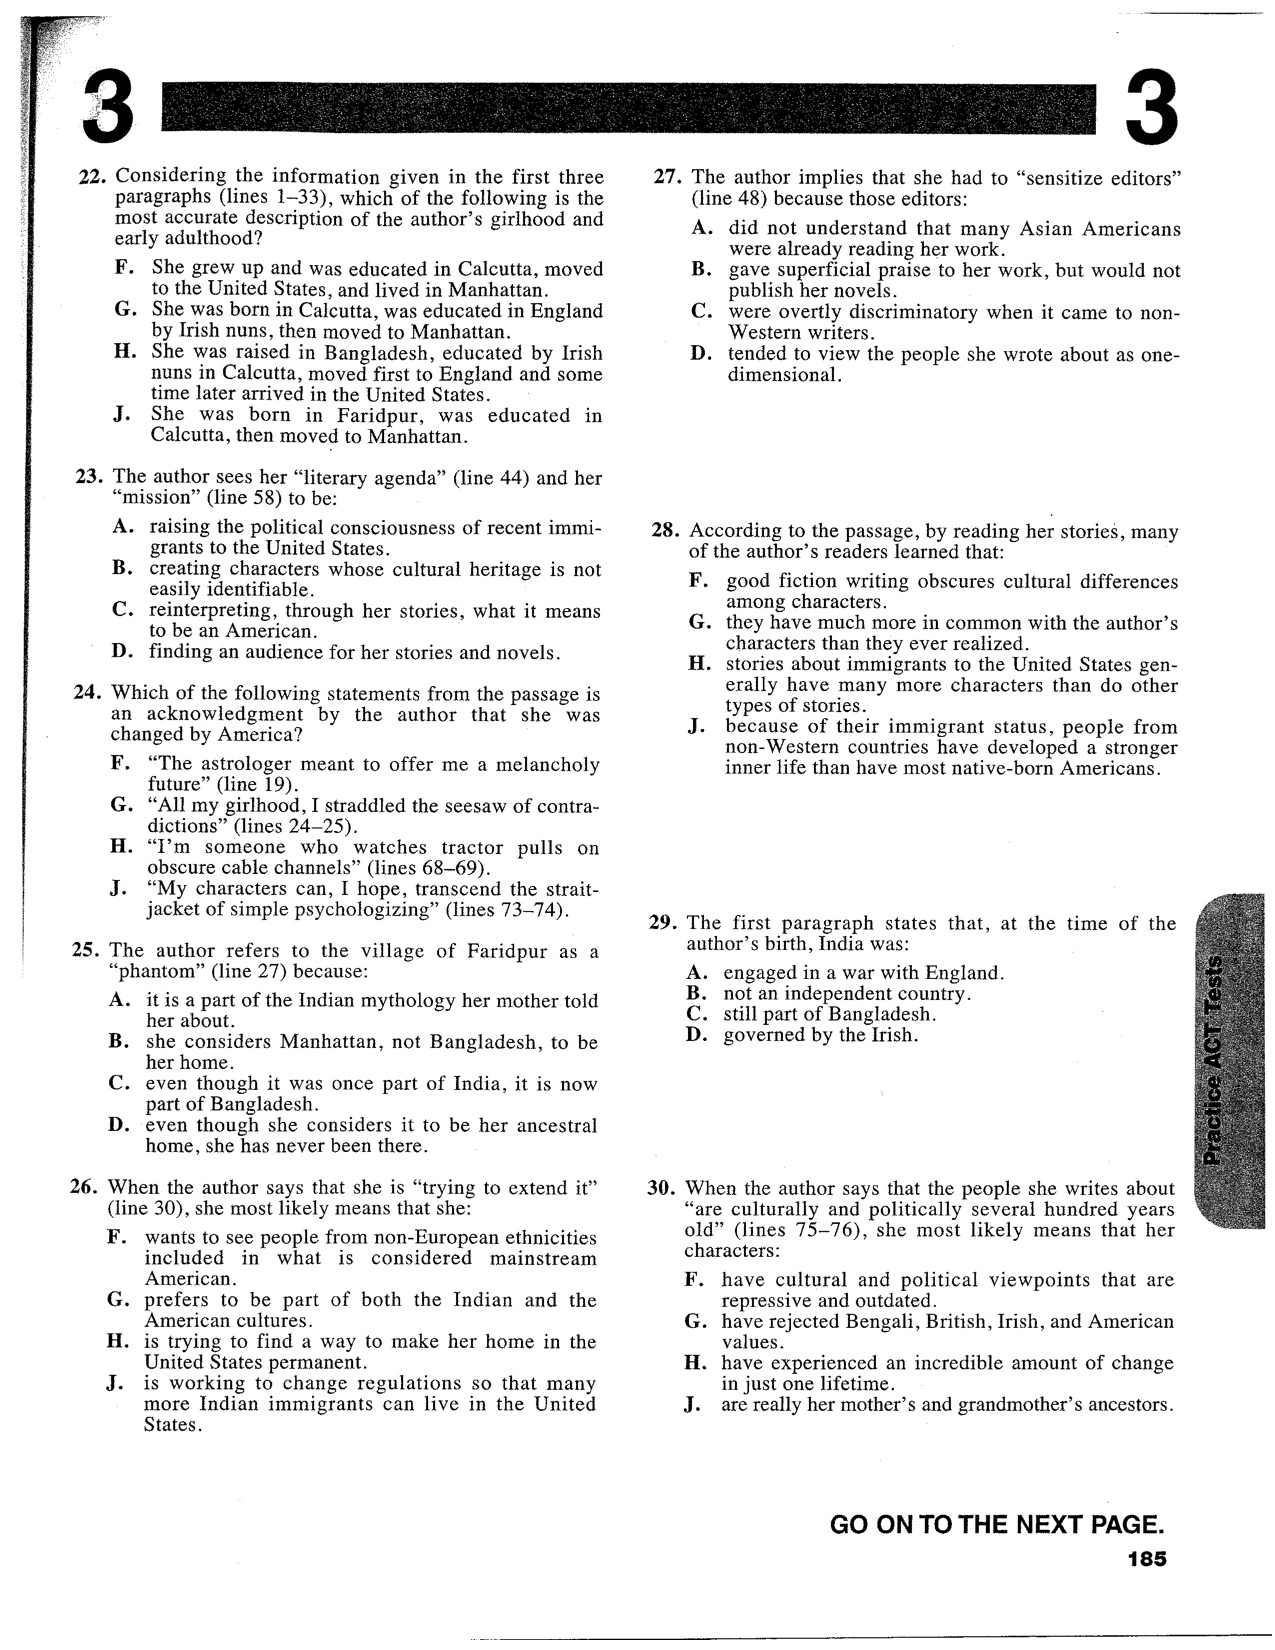 3
3
22. Considering the information given in the first three
paragraphs (lines 1–33), which of the following is the
most accurate description of the author's girlhood and
early adulthood?
F. She grew up and was educated in Calcutta, moved
to the United States, and lived in Manhattan.
G. She was born in Calcutta, was educated in England
by Irish nuns, then moved to Manhattan.
H. She was raised in Bangladesh, educated by Irish
nuns in Calcutta, moved first to England and some
time later arrived in the United States.
J. She was born in Faridpur, was educated in
Calcutta, then moved to Manhattan.
23. The author sees her “literary agenda” (line 44) and her
“mission” (line 58) to be:
A. raising the political consciousness of recent immi-
grants to the United States.
B. creating characters whose cultural heritage is not
easily identifiable.
C. reinterpreting, through her stories, what it means
to be an American.
D. finding an audience for her stories and novels.
24. Which of the following statements from the passage is
an acknowledgment by the author that she was
changed by America?
F. “The astrologer meant to offer me a melancholy
future” (line 19).
G. “All my girlhood, I straddled the seesaw of contra-
dictions” (lines 24–25).
H. “I'm someone who watches tractor pulls on
obscure cable channels” (lines 68–69).
J. “My characters can, I hope, transcend the strait-
jacket of simple psychologizing” (lines 73–74).
25. The author refers to the village of Faridpur as a
“phantom” (line 27) because:
A. it is a part of the Indian mythology her mother told
her about.
B. she considers Manhattan, not Bangladesh, to be
her home.
C. even though it was once part of India, it is now
part of Bangladesh.
D. even though she considers it to be her ancestral
home, she has never been there.
26. When the author says that she is “trying to extend it”
(line 30), she most likely means that she:
F. wants to see people from non-European ethnicities
included in what is considered mainstream
American.
G. prefers to be part of both the Indian and the
American cultures.
H. is trying to find a way to make her home in the
United States permanent.
J. is working to change regulations so that many
more Indian immigrants can live in the United
States.
27. The author implies that she had to “sensitize editors”
(line 48) because those editors:
A. did not understand that many Asian Americans
were already reading her work.
B. gave superficial praise to her work, but would not
publish her novels.
C. were overtly discriminatory when it came to non-
Western writers.
D. tended to view the people she wrote about as one-
dimensional.
28. According to the passage, by reading her stories, many
of the author's readers learned that:
F. good fiction writing obscures cultural differences
among characters.
G. they have much more in common with the author's
characters than they ever realized.
H. stories about immigrants to the United States gen-
erally have many more characters than do other
types of stories.
J. because of their immigrant status, people from
non-Western countries have developed a stronger
inner life than have most native-born Americans.
29. The first paragraph states that, at the time of the
author's birth, India was:
A. engaged in a war with England.
B. not an independent country.
C. still part of Bangladesh.
D. governed by the Irish.
30. When the author says that the people she writes about
“are culturally and politically several hundred years
old” (lines 75–76), she most likely means that her
characters:
F. have cultural and political viewpoints that are
repressive and outdated.
G. have rejected Bengali, British, Irish, and American
values.
H. have experienced an incredible amount of change
in just one lifetime.
J. are really her mother's and grandmother's ancestors.
Practice ACT Tests
GO ON TO THE NEXT PAGE.
185